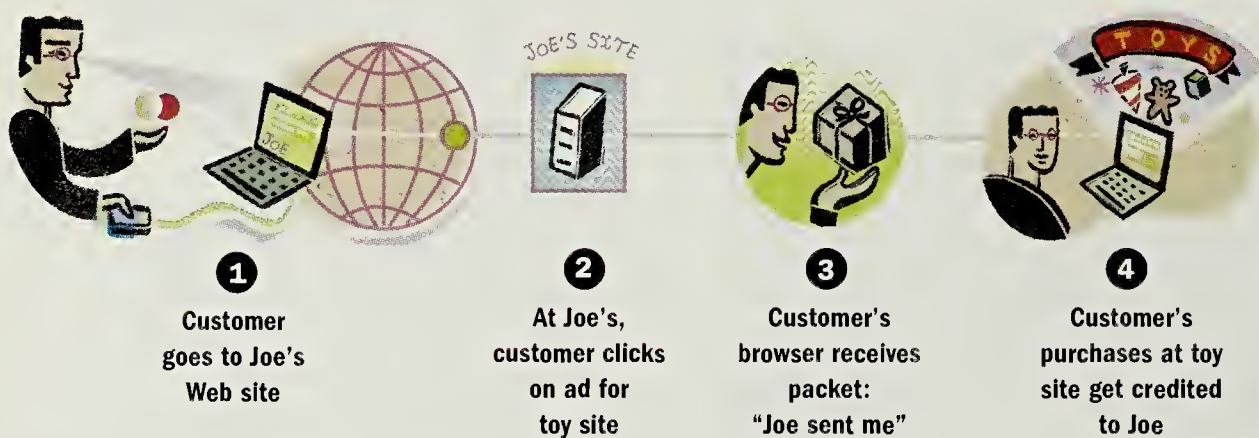 JOE
JOE'S SITE
TOYS
1
Customer
goes to Joe's
Web site
2
At Joe's,
customer clicks
on ad for
toy site
3
Customer's
browser receives
packet:
“Joe sent me”
4
Customer's
purchases at toy
site get credited
to Joe